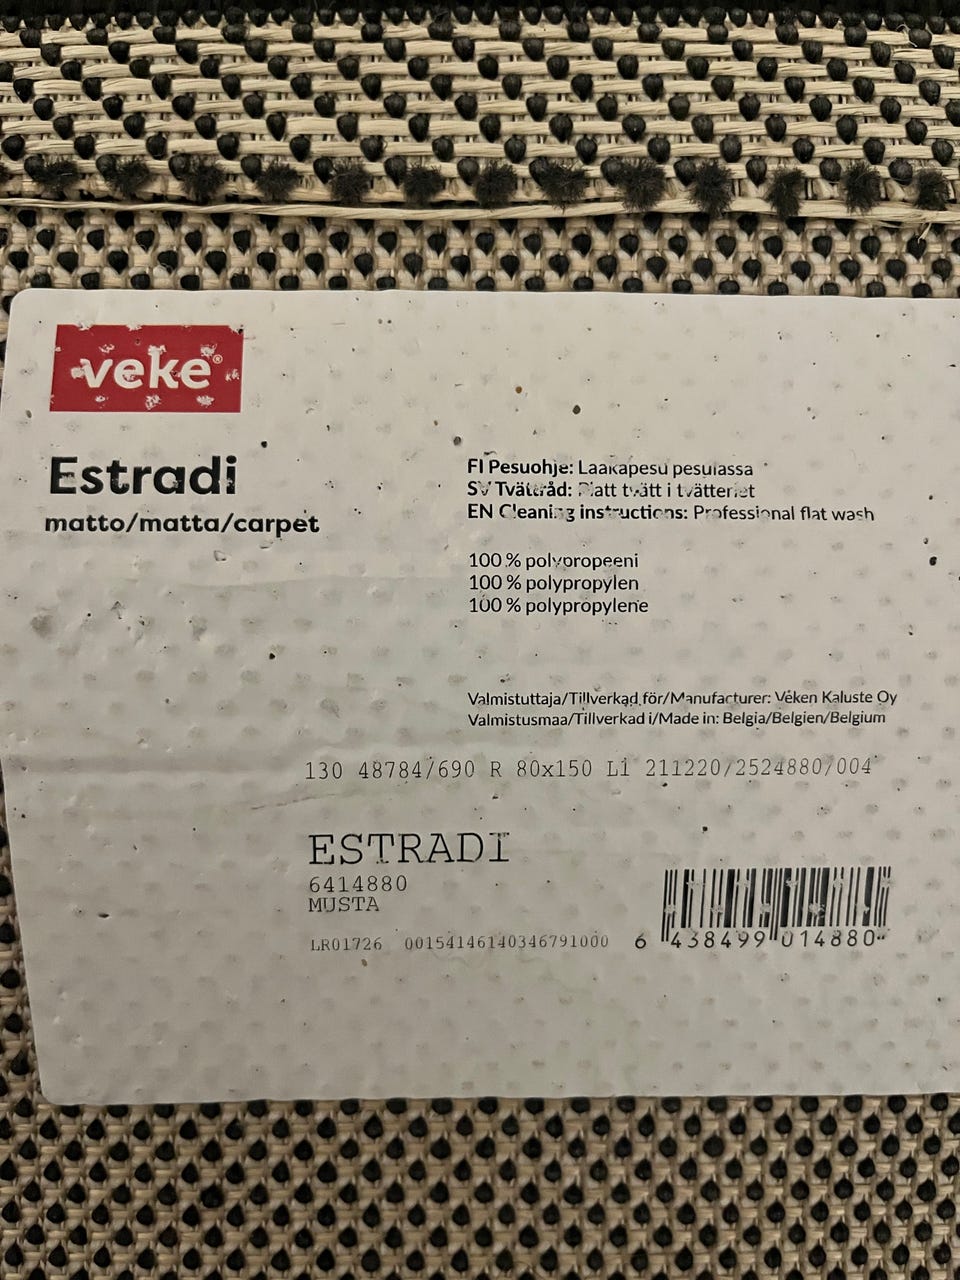 veke®
Estradi
matto/matta/carpet
FI Pesuohje: Laakapesu pesulassa
SV Tvättråd: Platt tvätt i tvätteriet
EN Cleaning instructions: Professional flat wash
100 % polypropeeni
100 % polypropylen
100 % polypropylene
Valmistuttaja/Tillverkad för/Manufacturer: Veken Kaluste Oy
Valmistusmaa/Tillverkad i/Made in: Belgia/Belgien/Belgium
130 48784/690 R 80x150 Li 211220/2524880/004
ESTRADI
6414880
MUSTA
LR01726 00154146140346791000
6 438499 014880